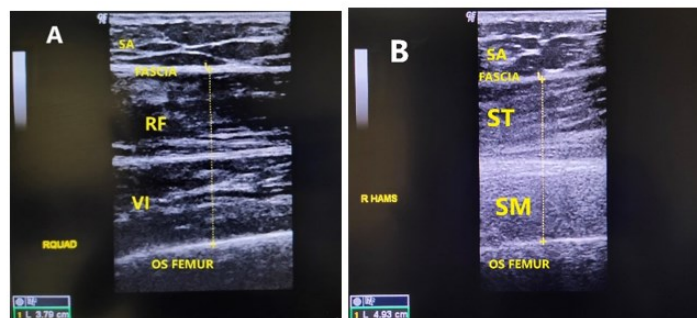 A
SA
FASCIA
RF
VI
RQUAD
OS FEMUR
1 L 3.79 cm
B
SA
FASCIA
ST
R HAMS
SM
OS FEMUR
1 L 4.93 cm